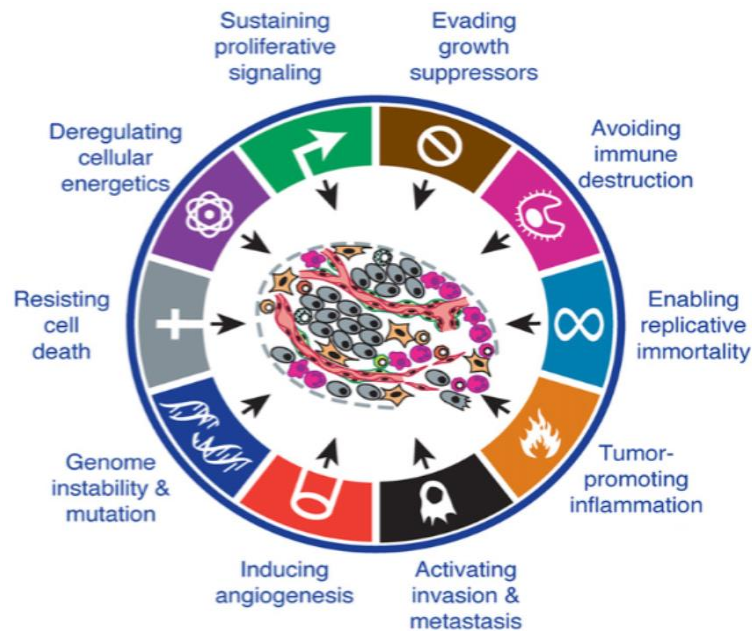 Sustaining
proliferative
signaling
Evading
growth
suppressors
Avoiding
immune
destruction
Enabling
replicative
immortality
Tumor-
promoting
inflammation
Activating
invasion &
metastasis
Inducing
angiogenesis
Genome
instability &
mutation
Resisting
cell
death
Deregulating
cellular
energetics